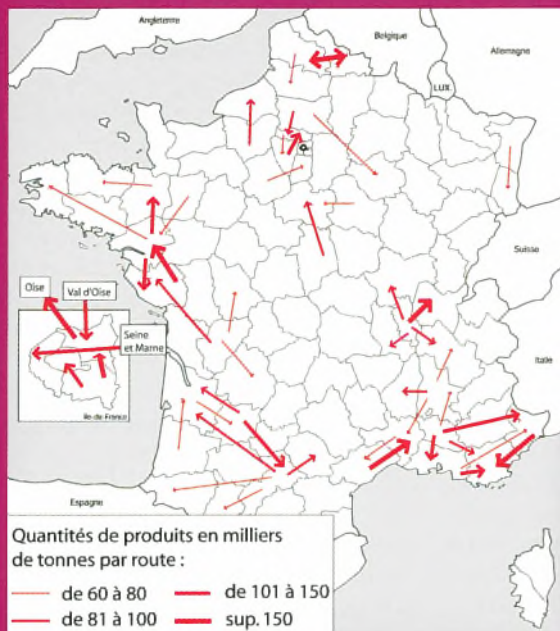 Angleterre
Belgique
Allemagne
LUX.
Suisse
Italie
Oise
Val d'Oise
Seine
et Marne
Ile-de-France
Espagne
Quantités de produits en milliers
de tonnes par route :
de 60 à 80
de 101 à 150
de 81 à 100
sup. 150